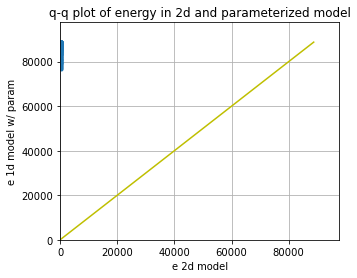 q-q plot of energy in 2d and parameterized model
e 1d model w/ param
80000
60000
40000
20000
0
0 20000 40000 60000 80000
e 2d model